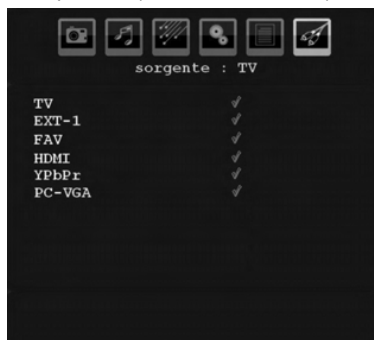 sorgente : TV
TV
EXT-1
FAV
HDMI
YPbPr
PC-VGA